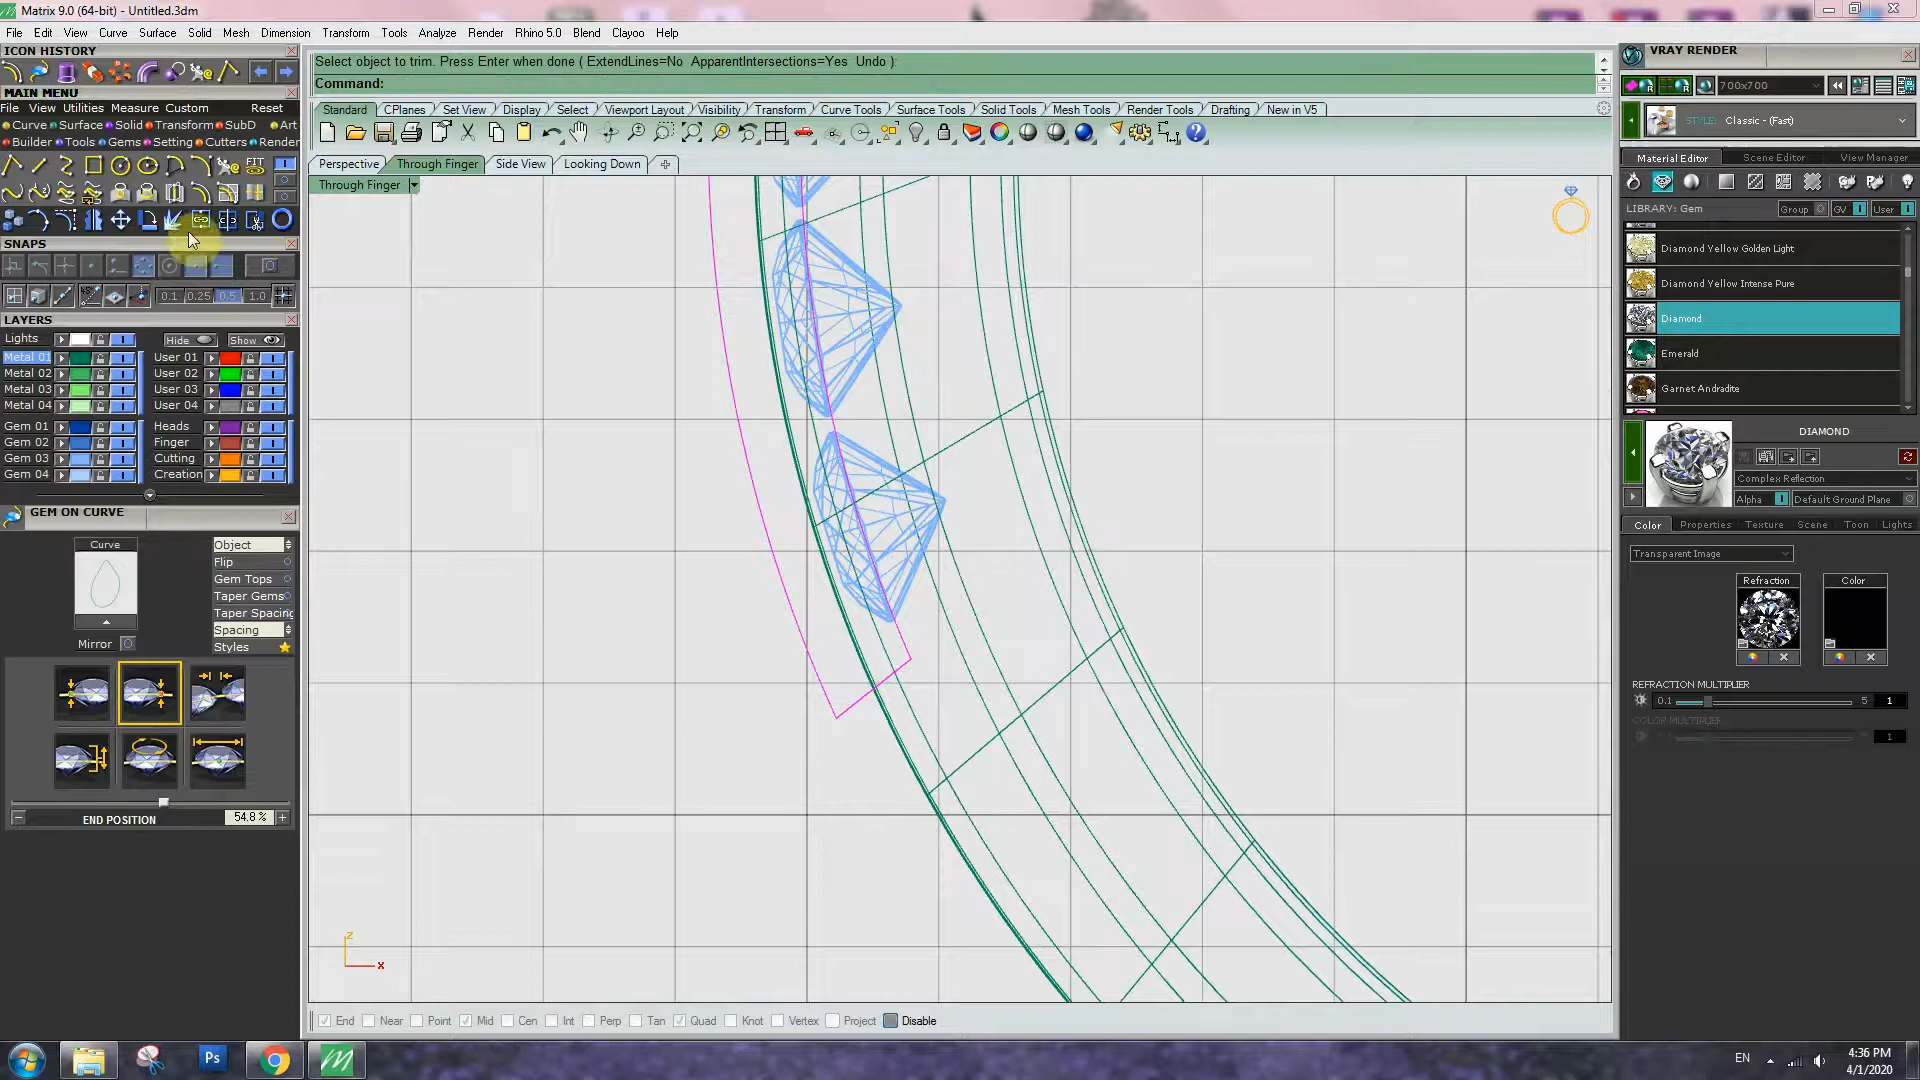 Matrix 9.0 (64-bit) - Untitled.3dm
File Edit View Curve Surface Solid Mesh Dimension Transform Tools Analyze Render Rhino 5.0 Blend Clayoo Help
ICON HISTORY
MAIN MENU
File View Utilities Measure Custom Reset
Curve Surface Solid Transform SubD Art
Builder Tools Gems Setting Cutters Render
FIT
SNAPS
0.1 0.25 0.5 1.0
LAYERS
Lights Hide Show
Metal 01 User 01
Metal 02 User 02
Metal 03 User 03
Metal 04 User 04
Gem 01 Heads
Gem 02 Finger
Gem 03 Cutting
Gem 04 Creation
GEM ON CURVE
Curve Object
Flip
Gem Tops
Taper Gems
Taper Spacing
Spacing
Mirror Styles
END POSITION 54.8 %
Select object to trim. Press Enter when done ( ExtendLines=No ApparentIntersections=Yes Undo ):
Command:
Standard CPlanes Set View Display Select Viewport Layout Visibility Transform Curve Tools Surface Tools Solid Tools Mesh Tools Render Tools Drafting New in V5
Perspective Through Finger Side View Looking Down
Through Finger
z
x
End Near Point Mid Cen Int Perp Tan Quad Knot Vertex Project Disable
VRAY RENDER
700x700
STYLE: Classic - (Fast)
Material Editor Scene Editor View Manager
LIBRARY: Gem Group GV User
Diamond Yellow Golden Light
Diamond Yellow Intense Pure
Diamond
Emerald
Garnet Andradite
DIAMOND
Complex Reflection
Alpha Default Ground Plane
Color Properties Texture Scene Toon Lights
Transparent Image
Refraction Color
REFRACTION MULTIPLIER
0.1 5 1
COLOR MULTIPLIER
1
Ps
EN
4:36 PM
4/1/2020